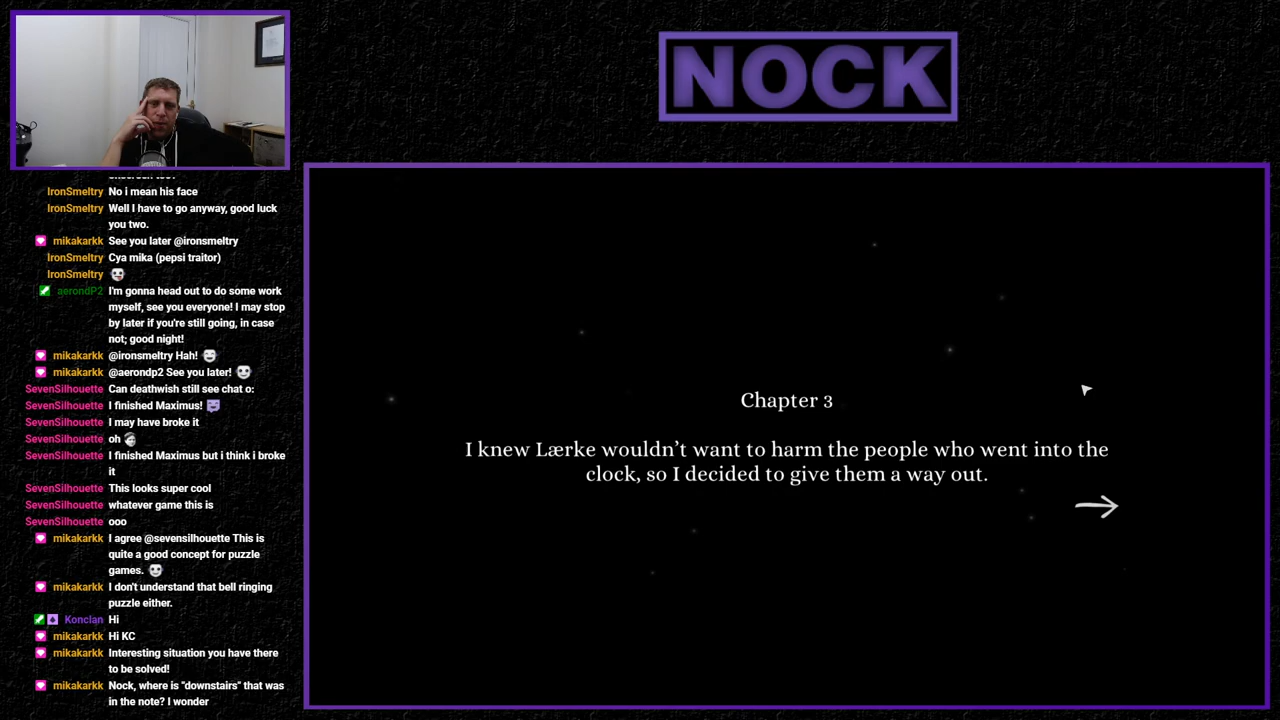 NOCK
IronSmeltry No i mean his face
IronSmeltry Well I have to go anyway, good luck
you two.
mikakarkk See you later @ironsmeltry
IronSmeltry Cya mika (pepsi traitor)
IronSmeltry
aerondP2 I'm gonna head out to do some work
myself, see you everyone! I may stop
by later if you're still going, in case
not; good night!
mikakarkk @ironsmeltry Hah!
mikakarkk @aerondp2 See you later!
SevenSilhouette Can deathwish still see chat o:
SevenSilhouette I finished Maximus!
SevenSilhouette I may have broke it
SevenSilhouette oh
SevenSilhouette I finished Maximus but i think i broke
it
SevenSilhouette This looks super cool
SevenSilhouette whatever game this is
SevenSilhouette ooo
mikakarkk I agree @sevensilhouette This is
quite a good concept for puzzle
games.
mikakarkk I don't understand that bell ringing
puzzle either.
Konclan Hi
mikakarkk Hi KC
mikakarkk Interesting situation you have there
to be solved!
mikakarkk Nock, where is "downstairs" that was
in the note? I wonder
Chapter 3
I knew Lærke wouldn’t want to harm the people who went into the
clock, so I decided to give them a way out.